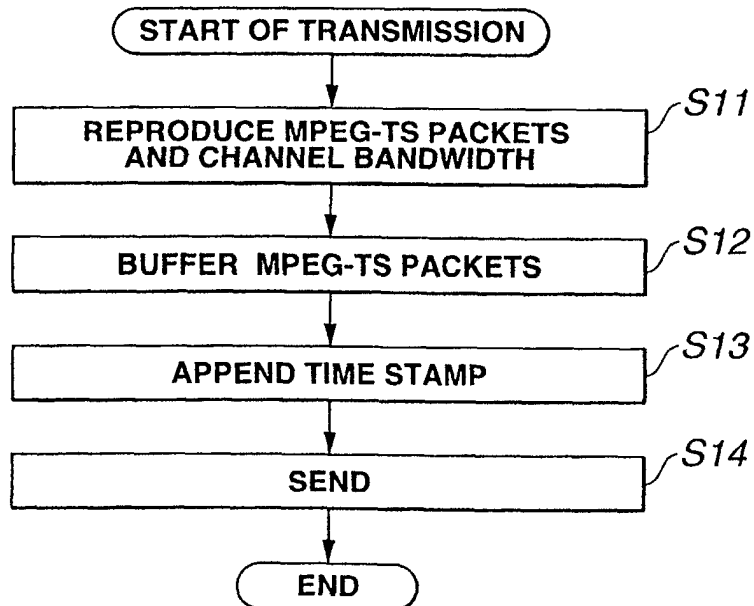 START OF TRANSMISSION
S11
REPRODUCE MPEG-TS PACKETS
AND CHANNEL BANDWIDTH
S12
BUFFER MPEG-TS PACKETS
S13
APPEND TIME STAMP
S14
SEND
END